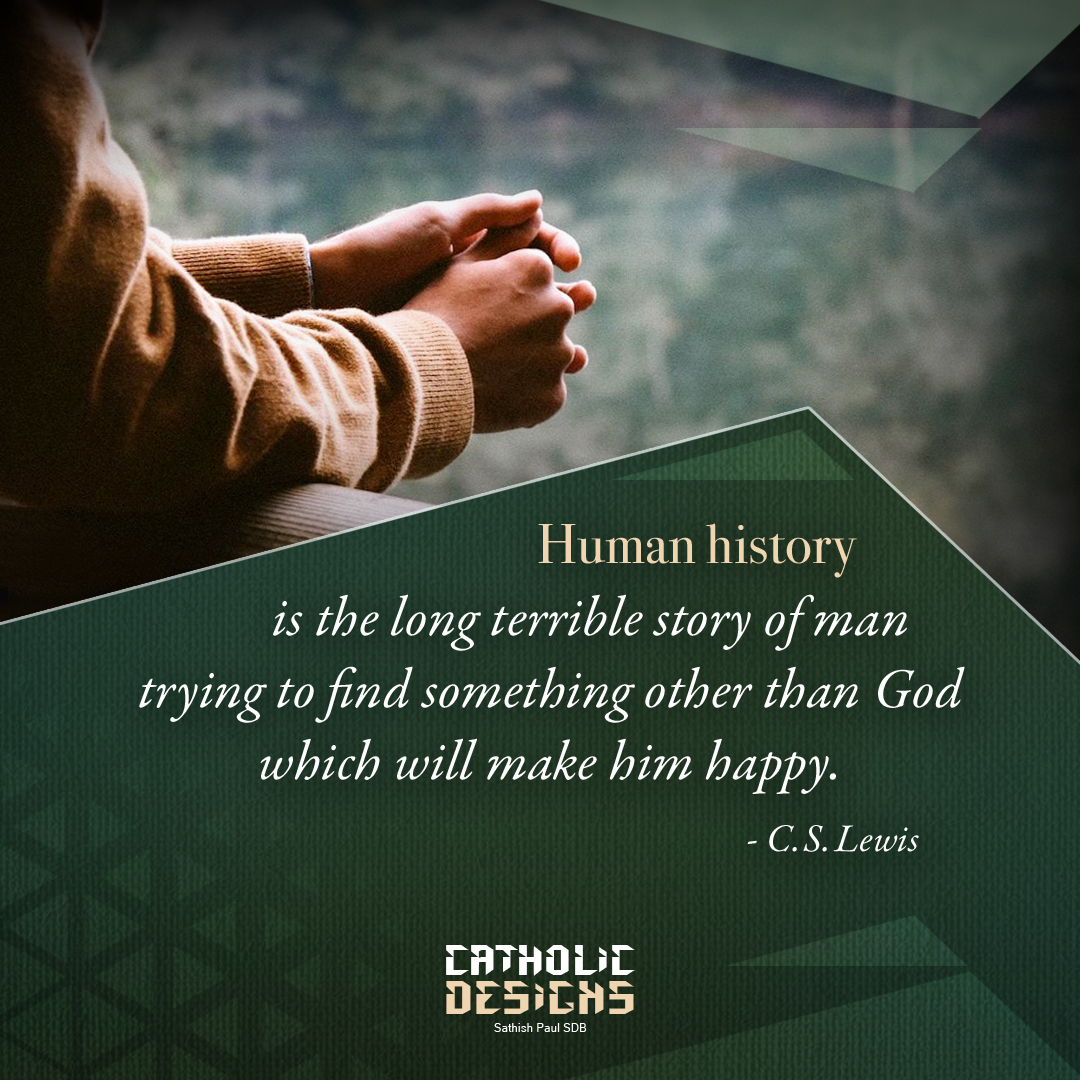 Human history
is the long terrible story of man
trying to find something other than God
which will make him happy.
- C.S.Lewis
CATHOLIC
DESIGNS
Sathish Paul SDB